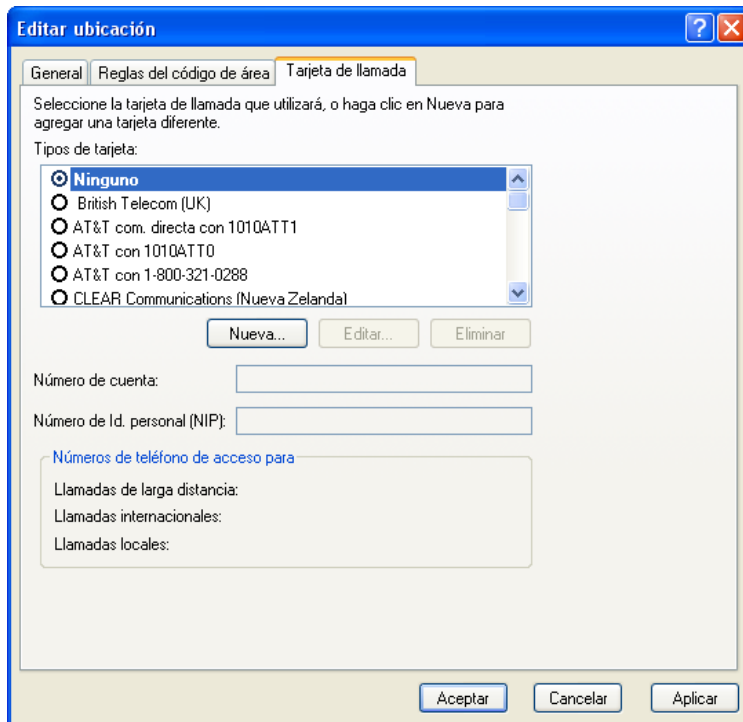 Editar ubicación
General Reglas del código de área Tarjeta de llamada
Seleccione la tarjeta de llamada que utilizará, o haga clic en Nueva para
agregar una tarjeta diferente.
Tipos de tarjeta:
Ninguno
British Telecom (UK)
AT&T com. directa con 1010ATT1
AT&T con 1010ATT0
AT&T con 1-800-321-0288
CLEAR Communications (Nueva Zelanda)
Nueva... Editar... Eliminar
Número de cuenta:
Número de Id. personal (NIP):
Números de teléfono de acceso para
Llamadas de larga distancia:
Llamadas internacionales:
Llamadas locales:
Aceptar Cancelar Aplicar